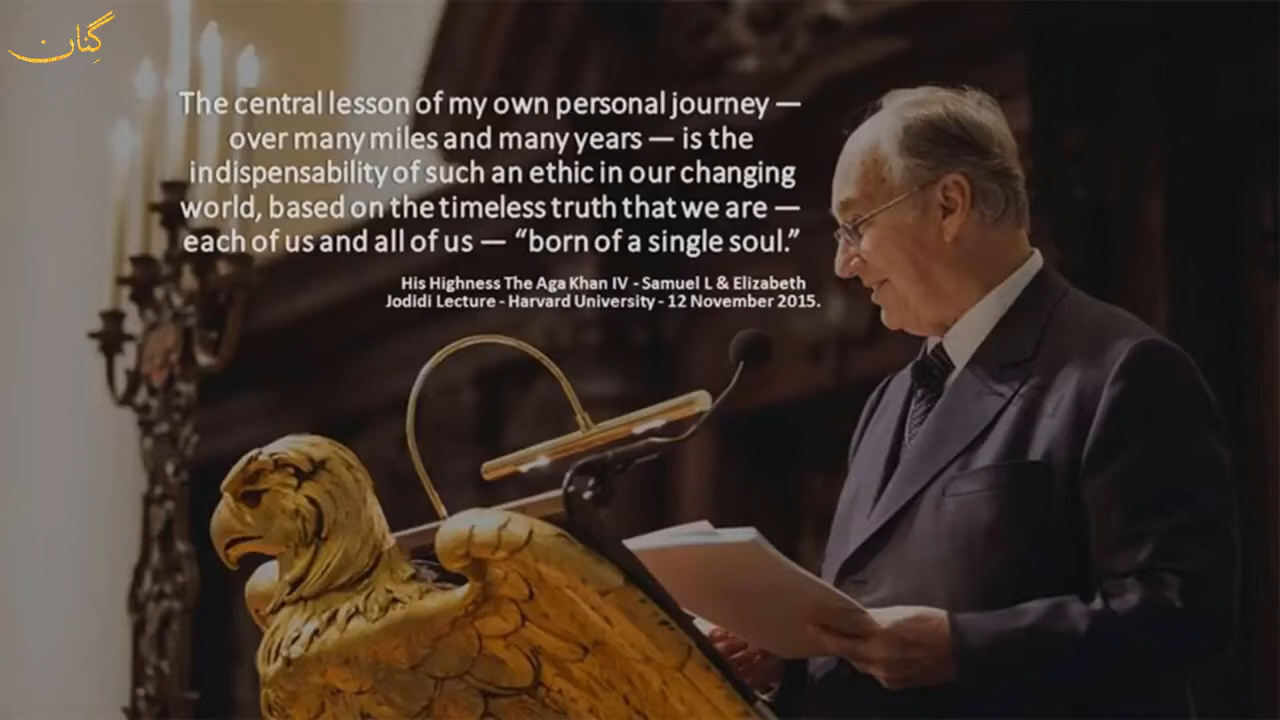 گنان
The central lesson of my own personal journey —
over many miles and many years — is the
indispensability of such an ethic in our changing
world, based on the timeless truth that we are —
each of us and all of us — “born of a single soul.”
His Highness The Aga Khan IV - Samuel L & Elizabeth
Jodidi Lecture - Harvard University - 12 November 2015.